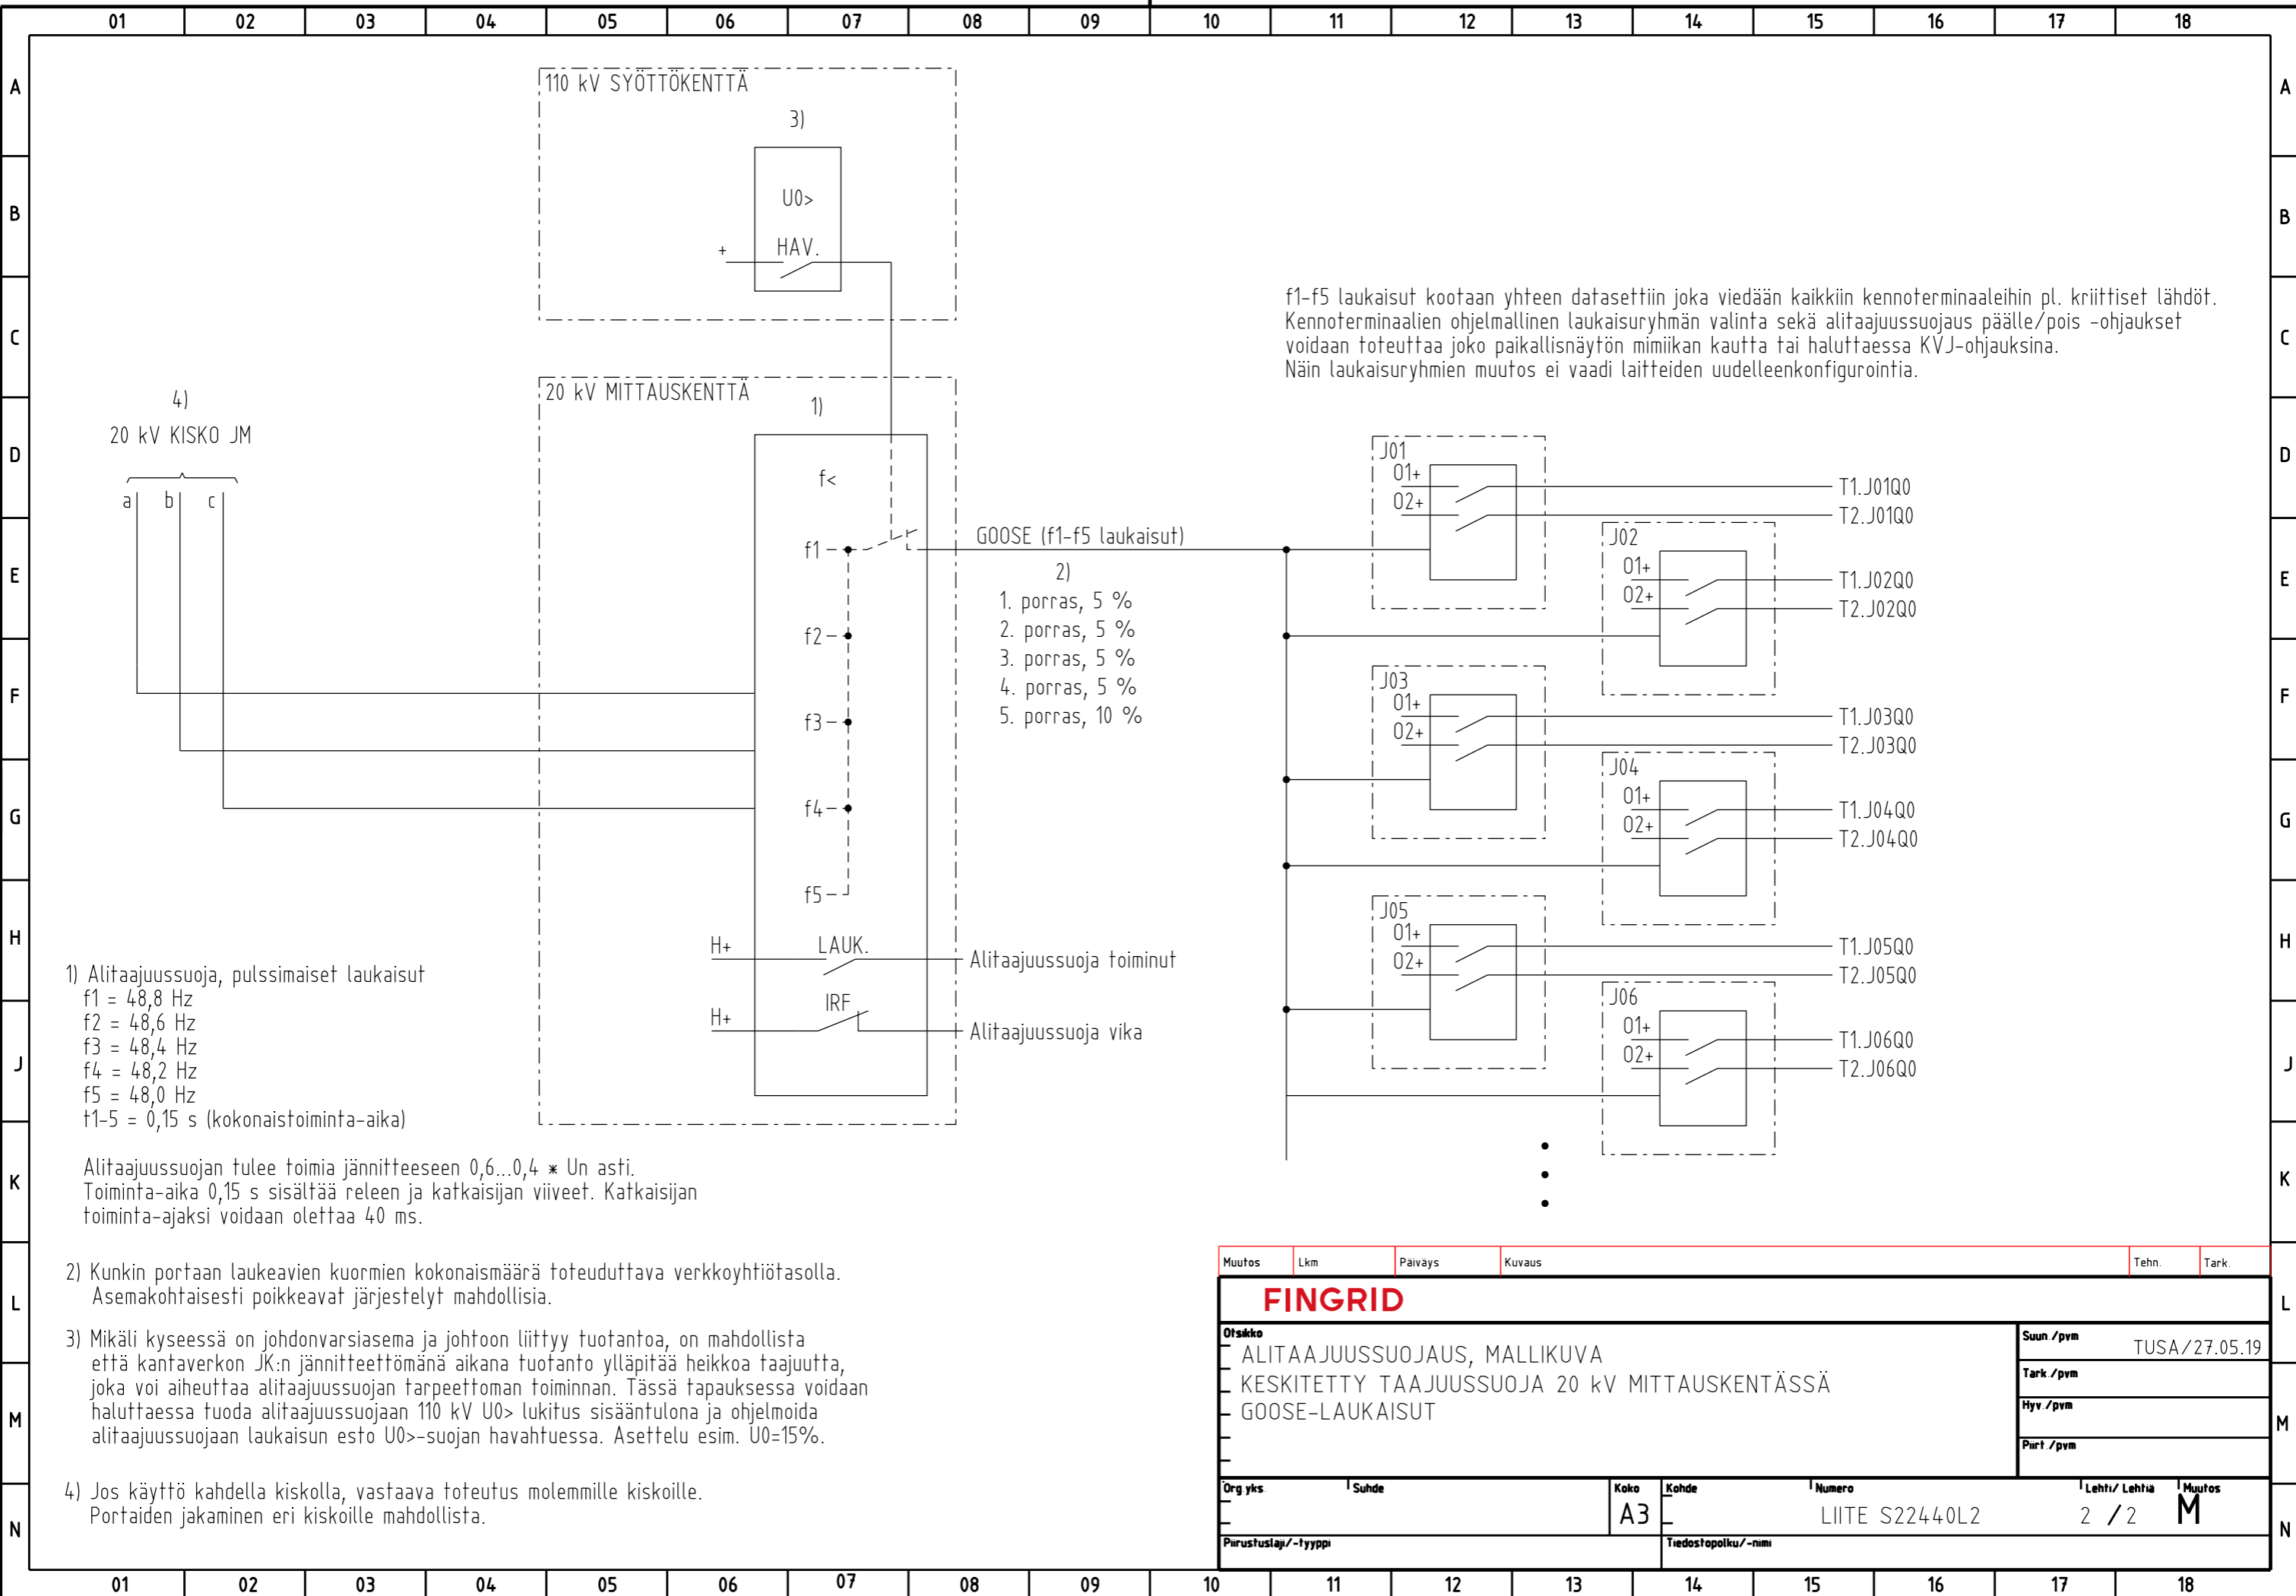 01 02 03 04 05 06 07 08 09 10 11 12 13 14 15 16 17 18
A A
B B
C C
D D
E E
F F
G G
H H
J J
K K
L L
M M
N N
110 kV SYÖTTÖKENTTÄ
3)
U0>
+ HAV.
f1-f5 laukaisut kootaan yhteen datasettiin joka viedään kaikkiin kennoterminaaleihin pl. kriittiset lähdöt.
Kennoterminaalien ohjelmallinen laukaisuryhmän valinta sekä alitaajuussuojaus päälle/pois -ohjaukset
voidaan toteuttaa joko paikallisnäytön mimiikan kautta tai haluttaessa KVJ-ohjauksina.
Näin laukaisuryhmien muutos ei vaadi laitteiden uudelleenkonfigurointia.
4)
20 kV KISKO JM
a b c
20 kV MITTAUSKENTTÄ
1)
f<
f1
f2
f3
f4
f5
H+ LAUK.
Alitaajuussuoja toiminut
H+ IRF
Alitaajuussuoja vika
GOOSE (f1-f5 laukaisut)
2)
1. porras, 5 %
2. porras, 5 %
3. porras, 5 %
4. porras, 5 %
5. porras, 10 %
J01
01+
02+
T1.J01Q0
T2.J01Q0
J02
01+
02+
T1.J02Q0
T2.J02Q0
J03
01+
02+
T1.J03Q0
T2.J03Q0
J04
01+
02+
T1.J04Q0
T2.J04Q0
J05
01+
02+
T1.J05Q0
T2.J05Q0
J06
01+
02+
T1.J06Q0
T2.J06Q0
1) Alitaajuussuoja, pulssimaiset laukaisut
f1 = 48,8 Hz
f2 = 48,6 Hz
f3 = 48,4 Hz
f4 = 48,2 Hz
f5 = 48,0 Hz
t1-5 = 0,15 s (kokonaistoiminta-aika)
Alitaajuussuojan tulee toimia jännitteeseen 0,6...0,4 * Un asti.
Toiminta-aika 0,15 s sisältää releen ja katkaisijan viiveet. Katkaisijan
toiminta-ajaksi voidaan olettaa 40 ms.
2) Kunkin portaan laukeavien kuormien kokonaismäärä toteuduttava verkkoyhtiötasolla.
Asemakohtaisesti poikkeavat järjestelyt mahdollisia.
3) Mikäli kyseessä on johdonvarsiasema ja johtoon liittyy tuotantoa, on mahdollista
että kantaverkon JK:n jännitteettömänä aikana tuotanto ylläpitää heikkoa taajuutta,
joka voi aiheuttaa alitaajuussuojan tarpeettoman toiminnan. Tässä tapauksessa voidaan
haluttaessa tuoda alitaajuussuojaan 110 kV U0> lukitus sisääntulona ja ohjelmoida
alitaajuussuojaan laukaisun esto U0>-suojan havahtuessa. Asettelu esim. U0=15%.
4) Jos käyttö kahdella kiskolla, vastaava toteutus molemmille kiskoille.
Portaiden jakaminen eri kiskoille mahdollista.
Muutos Lkm Päiväys Kuvaus Tehn. Tark.
FINGRID
Otsikko
ALITAAJUUSSUOJAUS, MALLIKUVA
KESKITETTY TAAJUUSSUOJA 20 kV MITTAUSKENTÄSSÄ
GOOSE-LAUKAISUT
Suun./pvm TUSA/27.05.19
Tark./pvm
Hyv./pvm
Piirt./pvm
Org.yks. Suhde Koko Kohde Numero Lehti/ Lehtiä Muutos
A3 LIITE S22440L2 2 / 2 M
Piirustuslaji/-tyyppi Tiedostopolku/-nimi
01 02 03 04 05 06 07 08 09 10 11 12 13 14 15 16 17 18